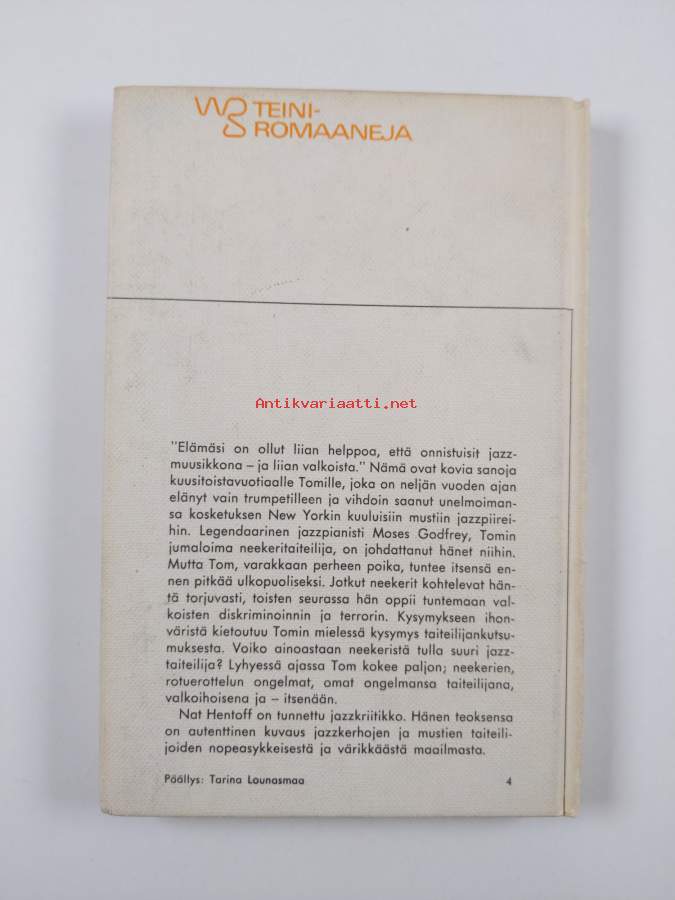 WS TEINI-
ROMAANEJA
Antikvariaatti.net
"Elämäsi on ollut liian helppoa, että onnistuisit jazz-
muusikkona – ja liian valkoista." Nämä ovat kovia sanoja
kuusitoistavuotiaalle Tomille, joka on neljän vuoden ajan
elänyt vain trumpetilleen ja vihdoin saanut unelmoiman-
sa kosketuksen New Yorkin kuuluisiin mustiin jazzpiirei-
hin. Legendaarinen jazzpianisti Moses Godfrey, Tomin
jumaloima neekeritaiteilija, on johdattanut hänet niihin.
Mutta Tom, varakkaan perheen poika, tuntee itsensä en-
nen pitkää ulkopuoliseksi. Jotkut neekerit kohtelevat hän-
tä torjuvasti, toisten seurassa hän oppii tuntemaan val-
koisten diskriminoinnin ja terrorin. Kysymykseen ihon-
väristä kietoutuu Tomin mielessä kysymys taiteilijankutsu-
muksesta. Voiko ainoastaan neekeristä tulla suuri jazz-
taiteilija? Lyhyessä ajassa Tom kokee paljon; neekerien,
rotuerottelun ongelmat, omat ongelmansa taiteilijana,
valkoihoisena ja – itsenään.
Nat Hentoff on tunnettu jazzkriitikko. Hänen teoksensa
on autenttinen kuvaus jazzkerhojen ja mustien taiteili-
joiden nopeasykkeisestä ja värikkäästä maailmasta.
Päällys: Tarina Lounasmaa 4